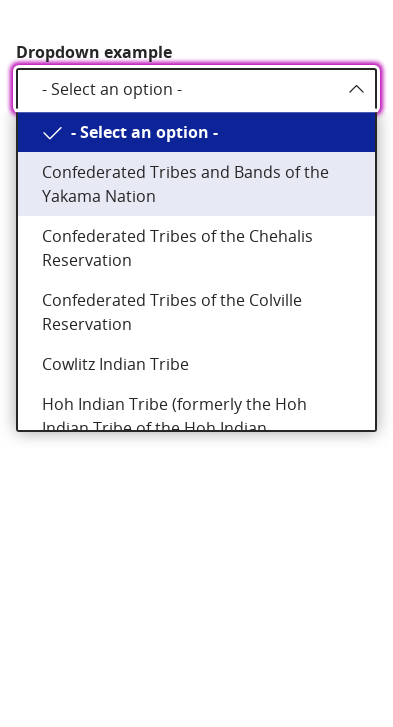 Dropdown example
- Select an option -
- Select an option -
Confederated Tribes and Bands of the
Yakama Nation
Confederated Tribes of the Chehalis
Reservation
Confederated Tribes of the Colville
Reservation
Cowlitz Indian Tribe
Hoh Indian Tribe (formerly the Hoh
Indian Tribe of the Hoh Indian